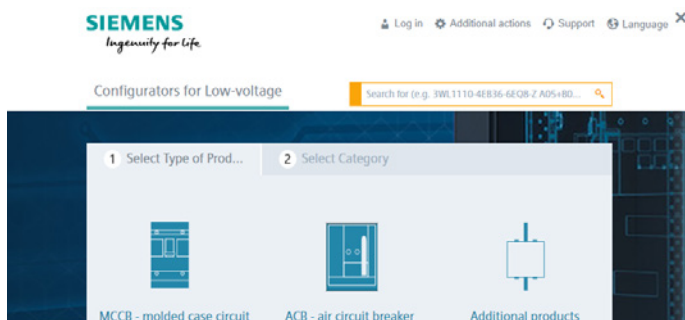 SIEMENS
Ingenuity for life
Log in Additional actions Support Language
Configurators for Low-voltage
Search for (e.g. 3WL1110-4EB36-6EQ8-Z A05+B0...
1 Select Type of Prod... 2 Select Category
MCCB - molded case circuit ACB - air circuit breaker Additional products